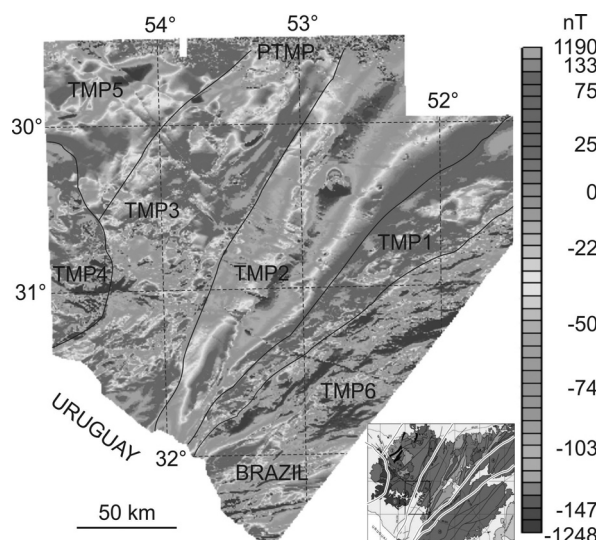 54°
53°
nT
PTMP
1190
133
TMP5
52°
75
30°
25
0
TMP3
-22
TMP1
TMP4
TMP2
31°
-50
TMP6
-74
URUGUAY
32°
-103
BRAZIL
50 km
-147
-1248